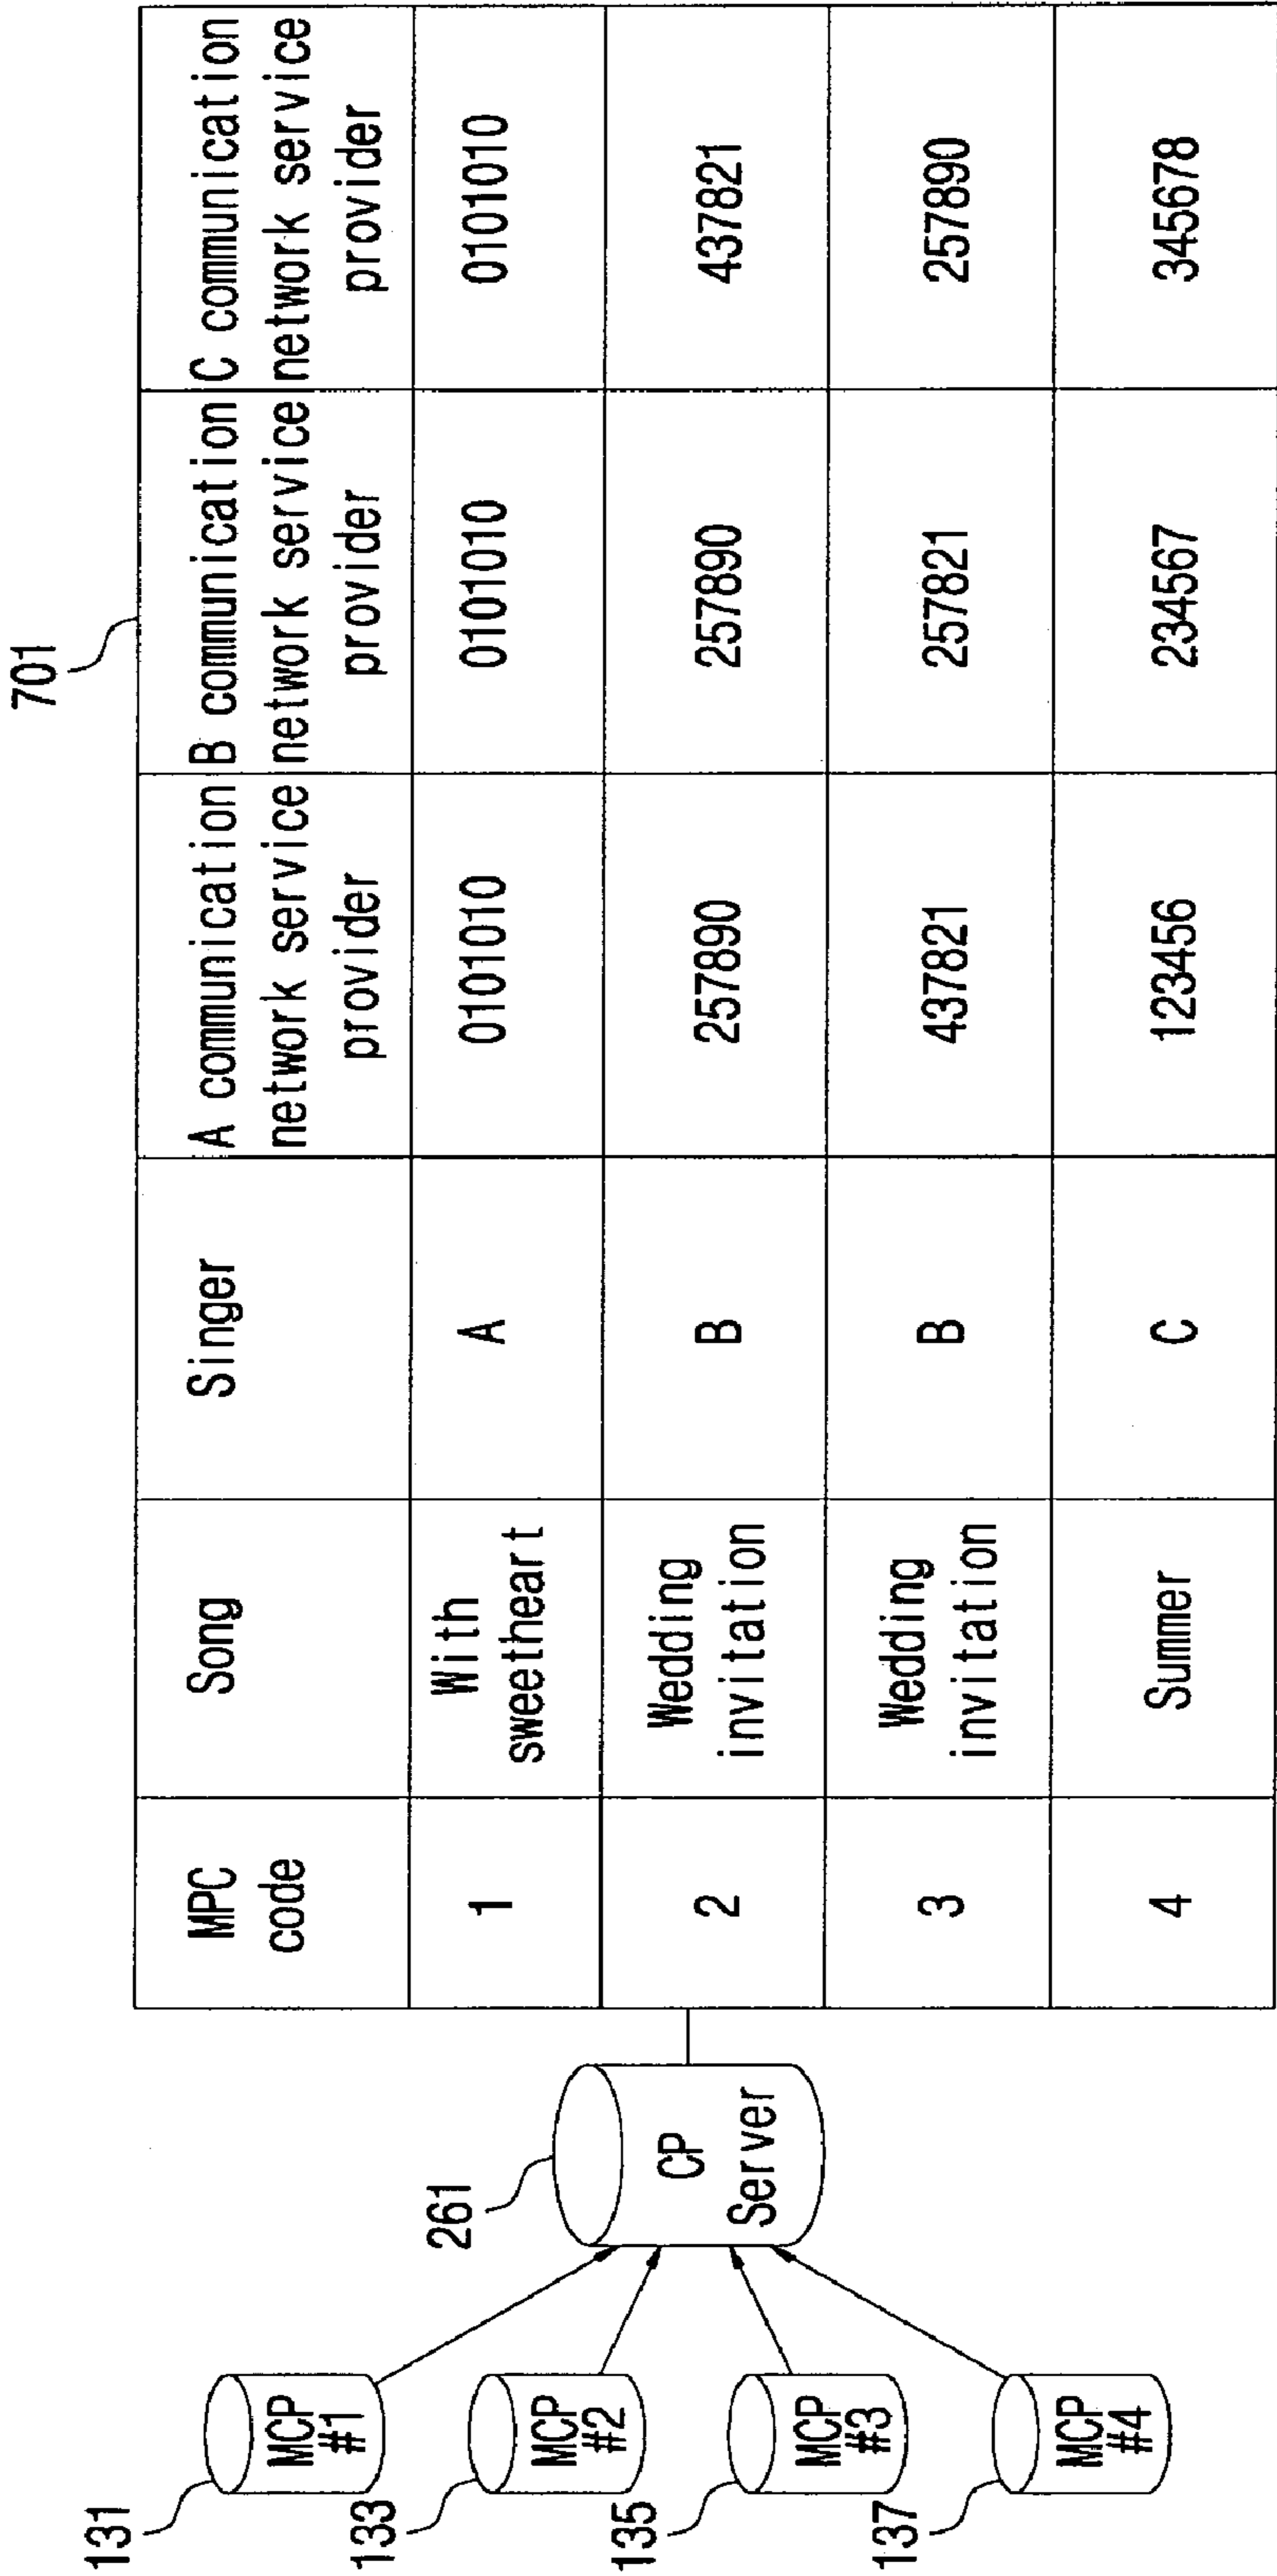 701
MPC
code
Song
Singer
A communication
network service
provider
B communication
network service
provider
C communication
network service
provider
1
With
sweetheart
A
0101010
0101010
0101010
2
Wedding
invitation
B
257890
257890
437821
3
Wedding
invitation
B
437821
257821
257890
4
Summer
C
123456
234567
345678
261
CP
Server
131
MCP
#1
133
MCP
#2
135
MCP
#3
137
MCP
#4